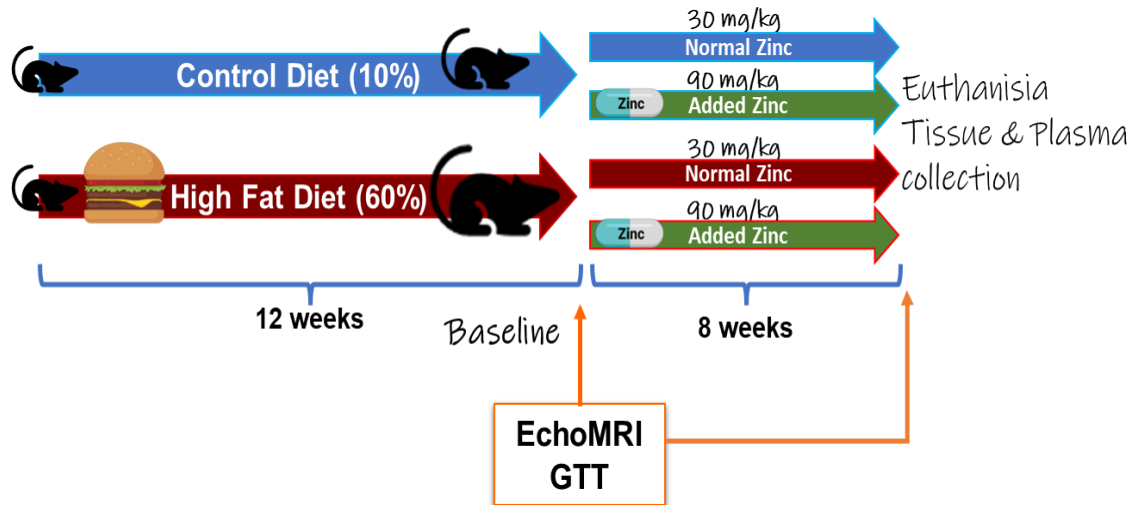 30 mg/kg
Normal Zinc
Control Diet (10%)
90 mg/kg
Zinc
Added Zinc
30 mg/kg
Normal Zinc
High Fat Diet (60%)
90 mg/kg
Zinc
Added Zinc
Euthanisia
Tissue & Plasma
collection
12 weeks
Baseline
8 weeks
EchoMRI
GTT